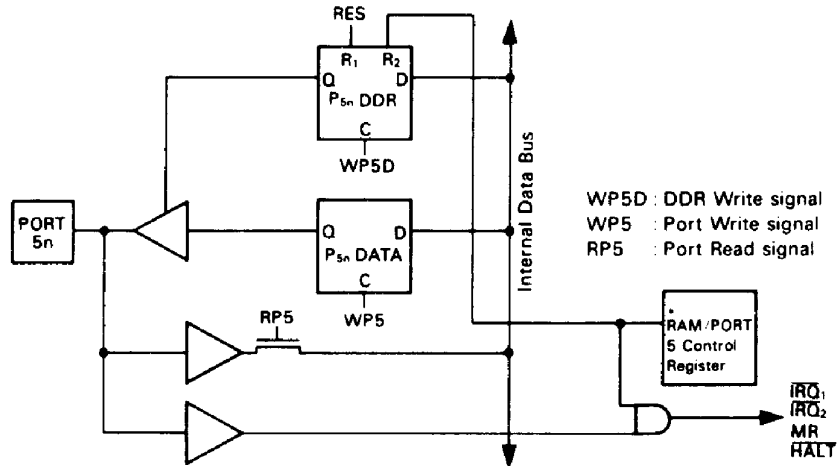 RES
R1 R2
Q D
P5n DDR
C
WP5D
PORT
5n
Q D
P5n DATA
C
WP5
RP5
Internal Data Bus
WP5D : DDR Write signal
WP5 : Port Write signal
RP5 : Port Read signal
RAM/PORT
5 Control
Register
IRQ1
IRQ2
MR
HALT